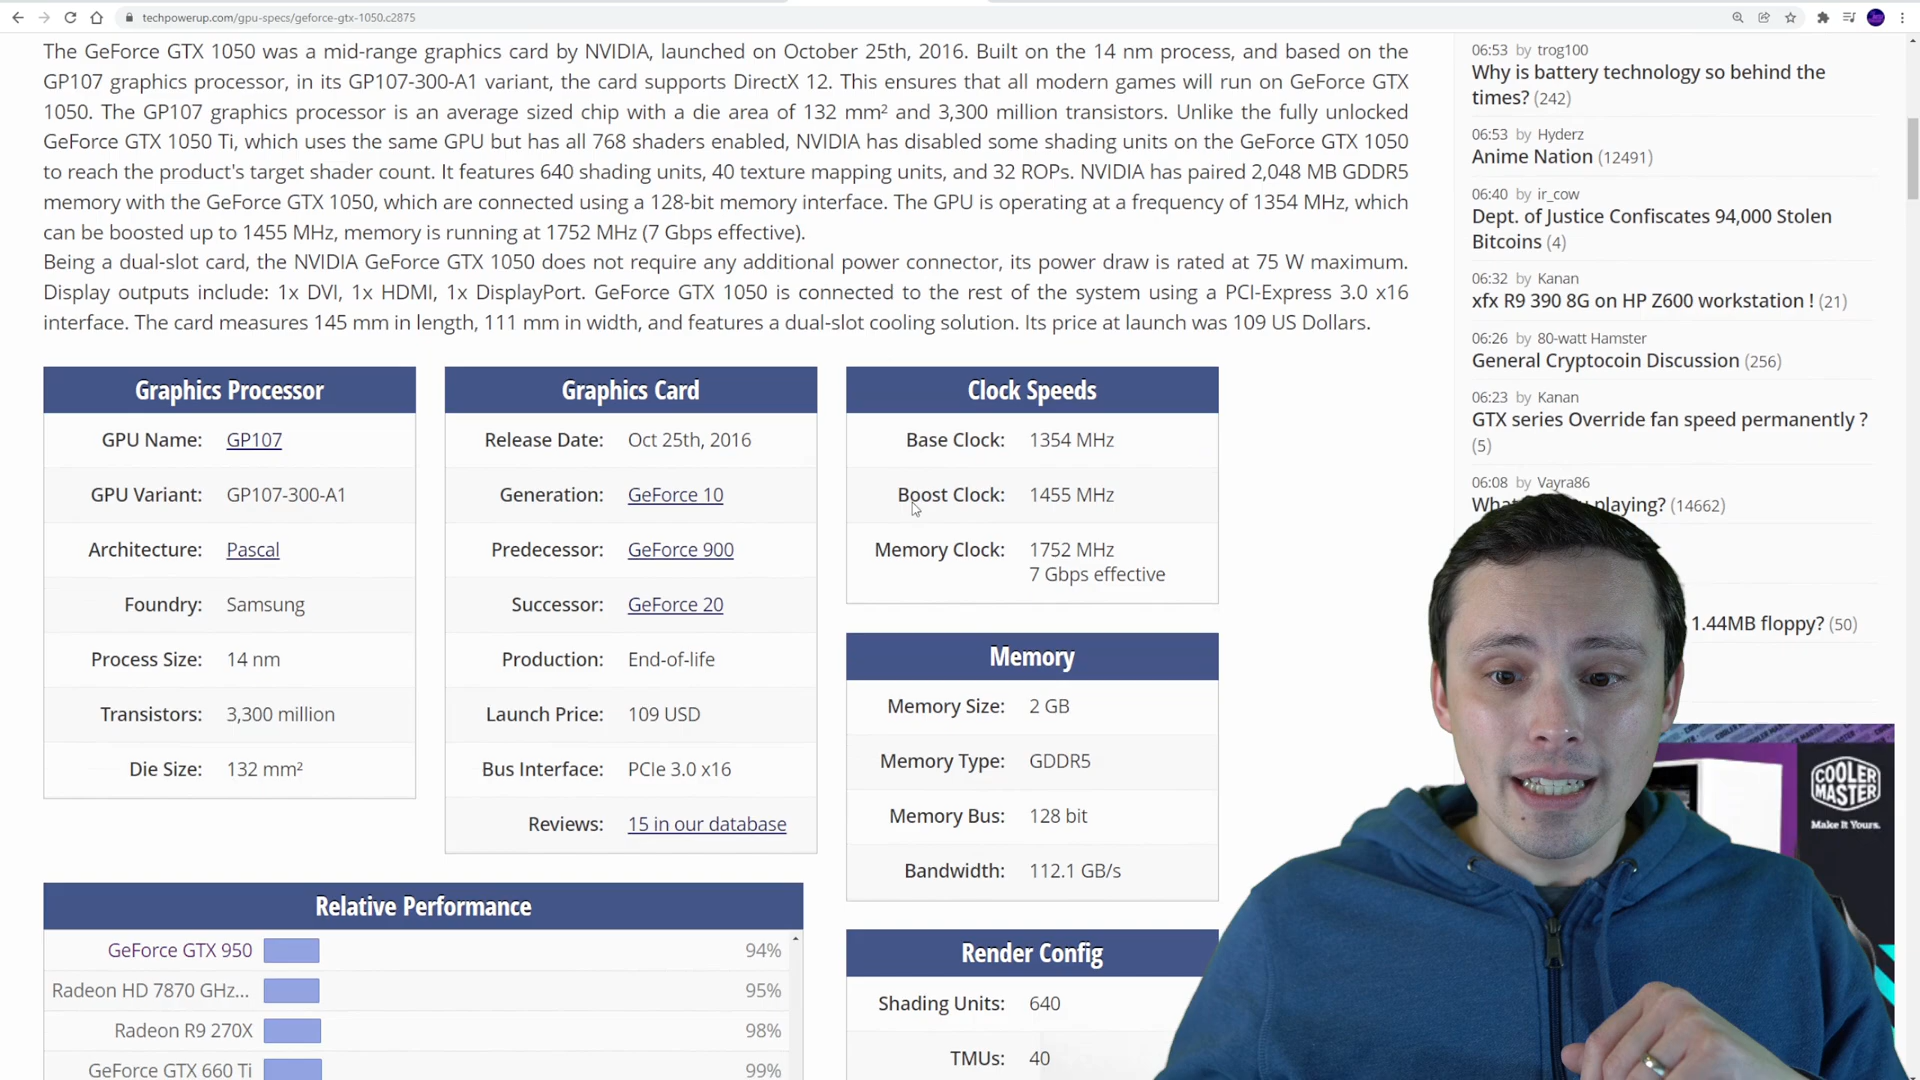 techpowerup.com/gpu-specs/geforce-gtx-1050.c2875
The GeForce GTX 1050 was a mid-range graphics card by NVIDIA, launched on October 25th, 2016. Built on the 14 nm process, and based on the
GP107 graphics processor, in its GP107-300-A1 variant, the card supports DirectX 12. This ensures that all modern games will run on GeForce GTX
1050. The GP107 graphics processor is an average sized chip with a die area of 132 mm² and 3,300 million transistors. Unlike the fully unlocked
GeForce GTX 1050 Ti, which uses the same GPU but has all 768 shaders enabled, NVIDIA has disabled some shading units on the GeForce GTX 1050
to reach the product's target shader count. It features 640 shading units, 40 texture mapping units, and 32 ROPs. NVIDIA has paired 2,048 MB GDDR5
memory with the GeForce GTX 1050, which are connected using a 128-bit memory interface. The GPU is operating at a frequency of 1354 MHz, which
can be boosted up to 1455 MHz, memory is running at 1752 MHz (7 Gbps effective).
Being a dual-slot card, the NVIDIA GeForce GTX 1050 does not require any additional power connector, its power draw is rated at 75 W maximum.
Display outputs include: 1x DVI, 1x HDMI, 1x DisplayPort. GeForce GTX 1050 is connected to the rest of the system using a PCI-Express 3.0 x16
interface. The card measures 145 mm in length, 111 mm in width, and features a dual-slot cooling solution. Its price at launch was 109 US Dollars.
Graphics Processor
GPU Name: GP107
GPU Variant: GP107-300-A1
Architecture: Pascal
Foundry: Samsung
Process Size: 14 nm
Transistors: 3,300 million
Die Size: 132 mm²
Graphics Card
Release Date: Oct 25th, 2016
Generation: GeForce 10
Predecessor: GeForce 900
Successor: GeForce 20
Production: End-of-life
Launch Price: 109 USD
Bus Interface: PCIe 3.0 x16
Reviews: 15 in our database
Clock Speeds
Base Clock: 1354 MHz
Boost Clock: 1455 MHz
Memory Clock: 1752 MHz
7 Gbps effective
Memory
Memory Size: 2 GB
Memory Type: GDDR5
Memory Bus: 128 bit
Bandwidth: 112.1 GB/s
Relative Performance
GeForce GTX 950 94%
Radeon HD 7870 GHz... 95%
Radeon R9 270X 98%
GeForce GTX 660 Ti 99%
Render Config
Shading Units: 640
TMUs: 40
06:53 by trog100
Why is battery technology so behind the
times? (242)
06:53 by Hyderz
Anime Nation (12491)
06:40 by ir_cow
Dept. of Justice Confiscates 94,000 Stolen
Bitcoins (4)
06:32 by Kanan
xfx R9 390 8G on HP Z600 workstation ! (21)
06:26 by 80-watt Hamster
General Cryptocoin Discussion (256)
06:23 by Kanan
GTX series Override fan speed permanently ?
(5)
06:08 by Vayra86
playing? (14662)
1.44MB floppy? (50)
COOLER
MASTER
Make It Yours.